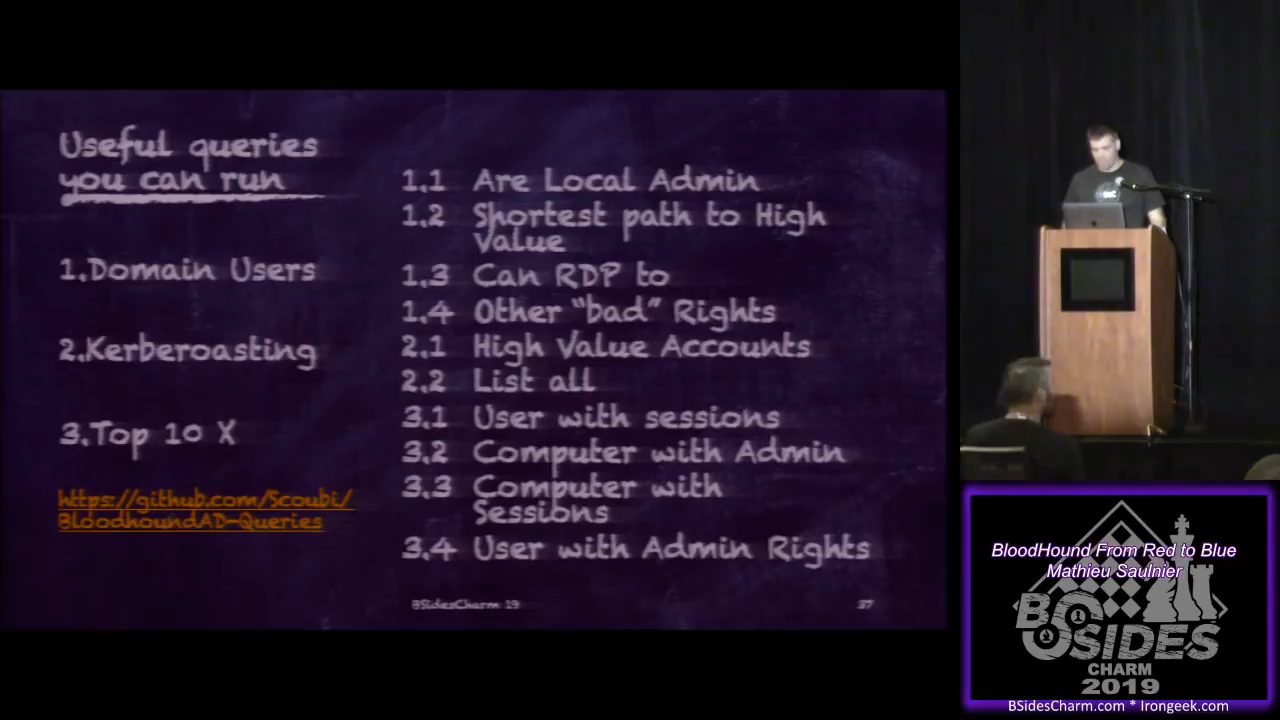 Useful queries
you can run
1.Domain Users
2.Kerberoasting
3.Top 10 X
https://github.com/Scoubi/
BloodhoundAD-Queries
1.1 Are Local Admin
1.2 Shortest path to High
Value
1.3 Can RDP to
1.4 Other "bad" Rights
2.1 High Value Accounts
2.2 List all
3.1 User with sessions
3.2 Computer with Admin
3.3 Computer with
Sessions
3.4 User with Admin Rights
BSidesCharm 19
37
BloodHound From Red to Blue
Mathieu Saulnier
BSIDES
CHARM
2019
BSidesCharm.com * Irongeek.com